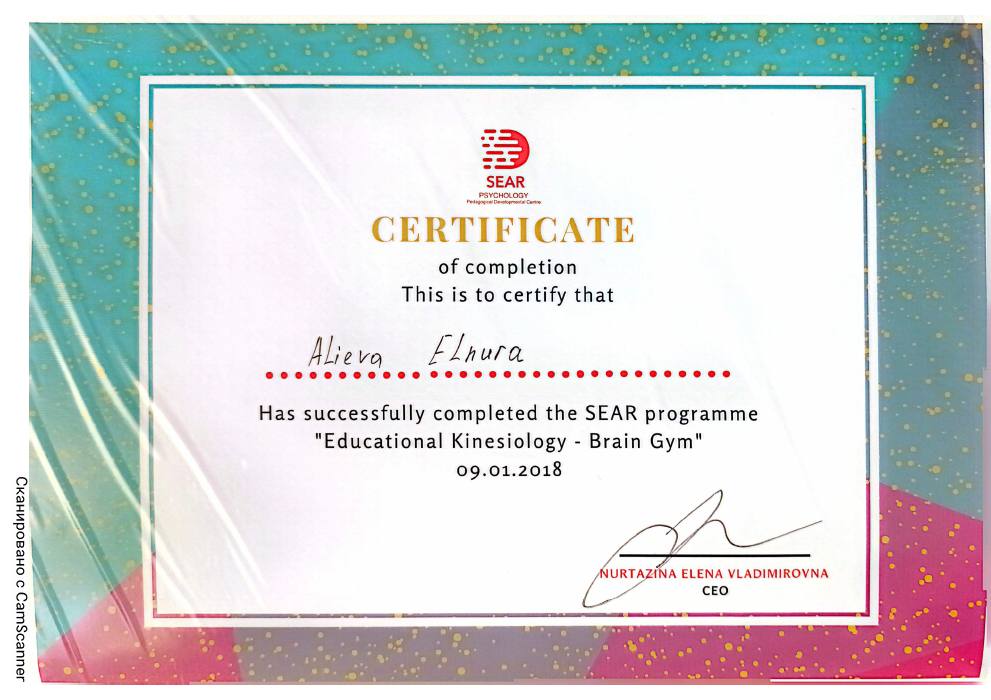 SEAR
PSYCHOLOGY
Pedagogical Developmental Centre
CERTIFICATE
of completion
This is to certify that
Alieva Elnura
Has successfully completed the SEAR programme
"Educational Kinesiology - Brain Gym"
09.01.2018
NURTAZINA ELENA VLADIMIROVNA
CEO
Сканировано с CamScanner